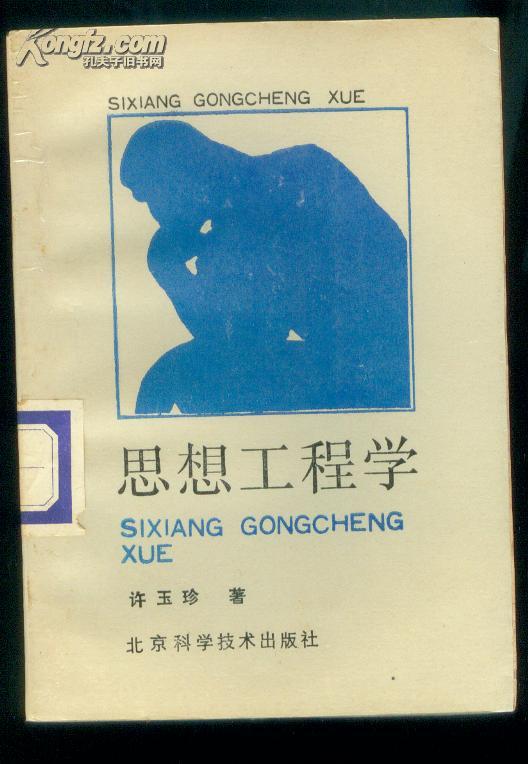 Kongfz.com
孔夫子旧书网
SIXIANG GONGCHENG XUE
思想工程学
SIXIANG GONGCHENG
XUE
许玉珍 著
北京科学技术出版社